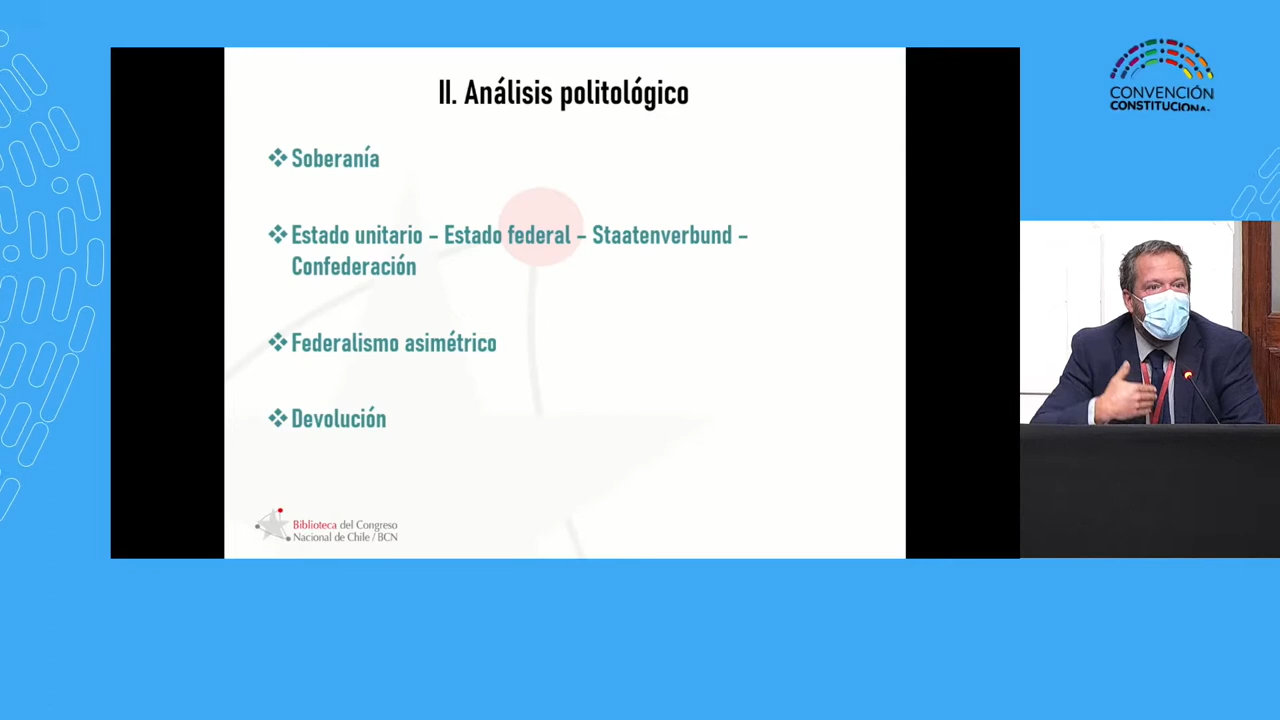 II. Análisis politológico
❖ Soberanía
❖ Estado unitario – Estado federal – Staatenverbund –
Confederación
❖ Federalismo asimétrico
❖ Devolución
Biblioteca del Congreso
Nacional de Chile / BCN
CONVENCIÓN
CONSTITUCIONAL